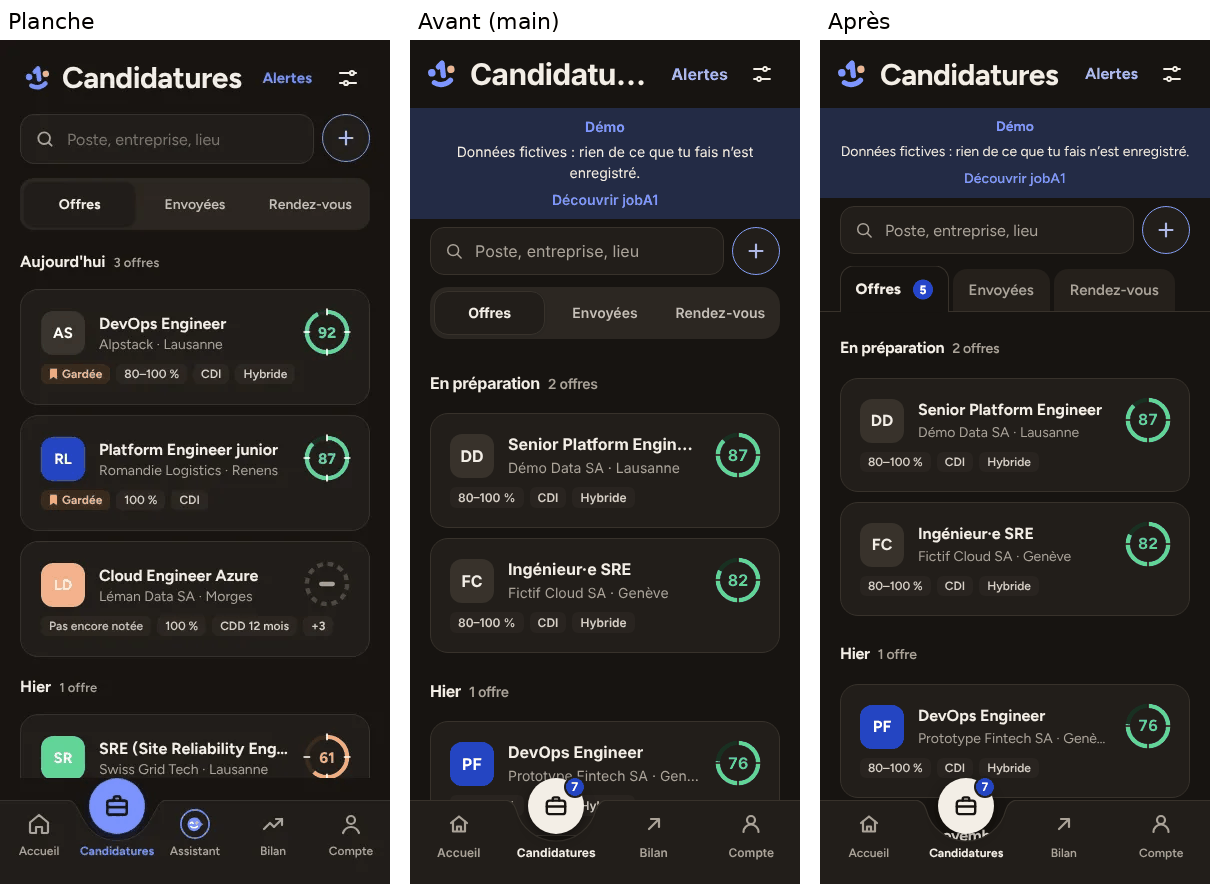 Planche
Candidatures
Alertes
Poste, entreprise, lieu
Offres
Envoyées
Rendez-vous
Aujourd'hui 3 offres
AS
DevOps Engineer
92
Alpstack · Lausanne
Gardée
80–100 %
CDI
Hybride
RL
Platform Engineer junior
87
Romandie Logistics · Renens
Gardée
100 %
CDI
LD
Cloud Engineer Azure
Léman Data SA · Morges
Pas encore notée
100 %
CDD 12 mois
+3
Hier 1 offre
SR
SRE (Site Reliability Eng...
61
Swiss Grid Tech · Lausanne
Accueil
Candidatures
Assistant
Bilan
Compte
Avant (main)
Candidatu...
Alertes
Démo
Données fictives : rien de ce que tu fais n’est
enregistré.
Découvrir jobA1
Poste, entreprise, lieu
Offres
Envoyées
Rendez-vous
En préparation 2 offres
DD
Senior Platform Engin...
87
Démo Data SA · Lausanne
80–100 %
CDI
Hybride
FC
Ingénieur·e SRE
82
Fictif Cloud SA · Genève
80–100 %
CDI
Hybride
Hier 1 offre
PF
DevOps Engineer
76
Prototype Fintech SA · Gen...
7
Accueil
Candidatures
Bilan
Compte
Après
Candidatures
Alertes
Démo
Données fictives : rien de ce que tu fais n’est enregistré.
Découvrir jobA1
Poste, entreprise, lieu
Offres 5
Envoyées
Rendez-vous
En préparation 2 offres
DD
Senior Platform Engineer
87
Démo Data SA · Lausanne
80–100 %
CDI
Hybride
FC
Ingénieur·e SRE
82
Fictif Cloud SA · Genève
80–100 %
CDI
Hybride
Hier 1 offre
PF
DevOps Engineer
76
Prototype Fintech SA · Genè...
80–100 %
CDI
Hybride
7
Accueil
Candidatures
Bilan
Compte